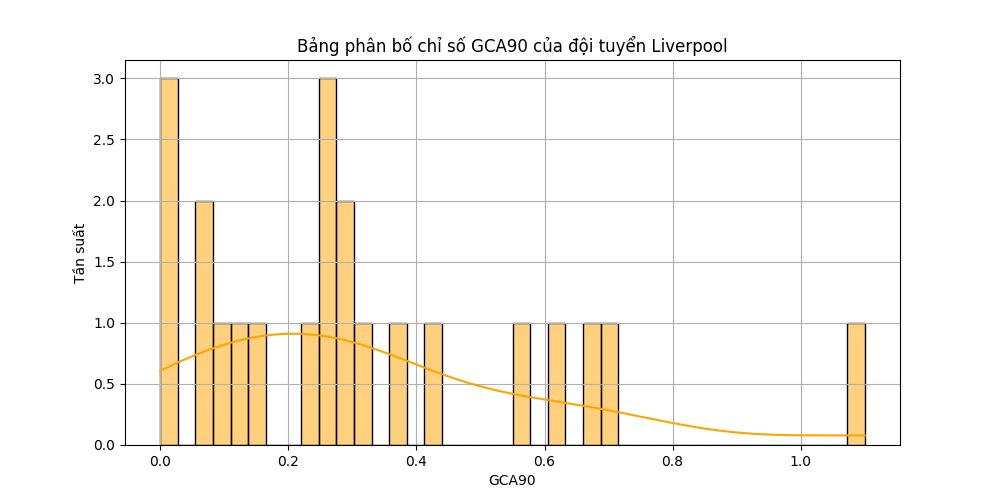 Bảng phân bố chỉ số GCA90 của đội tuyển Liverpool
3.0
2.5
2.0
1.5
1.0
0.5
0.0
Tần suất
0.0 0.2 0.4 0.6 0.8 1.0
GCA90